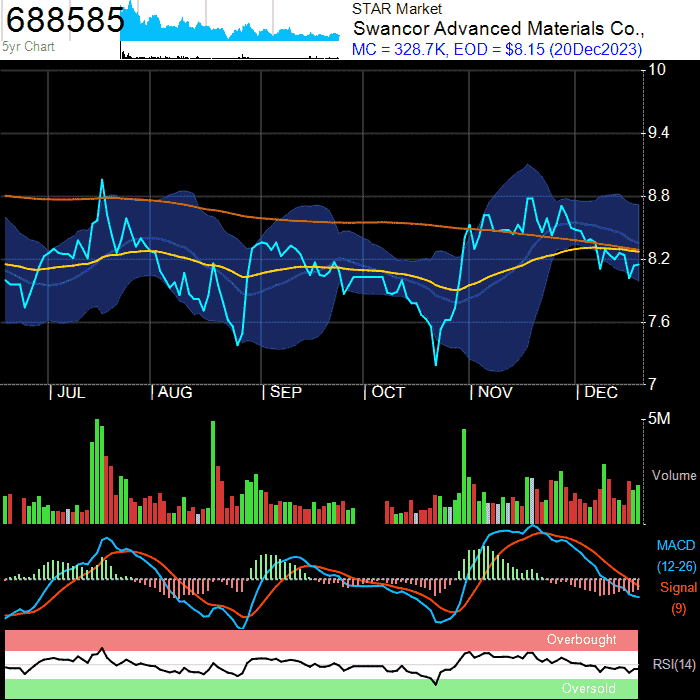 688585
5yr Chart
STAR Market
Swancor Advanced Materials Co.,
MC = 328.7K, EOD = $8.15 (20Dec2023)
10
9.4
8.8
8.2
7.6
7
| JUL | AUG | SEP | OCT | NOV | DEC
5M
Volume
MACD
(12-26)
Signal
(9)
Overbought
RSI(14)
Oversold